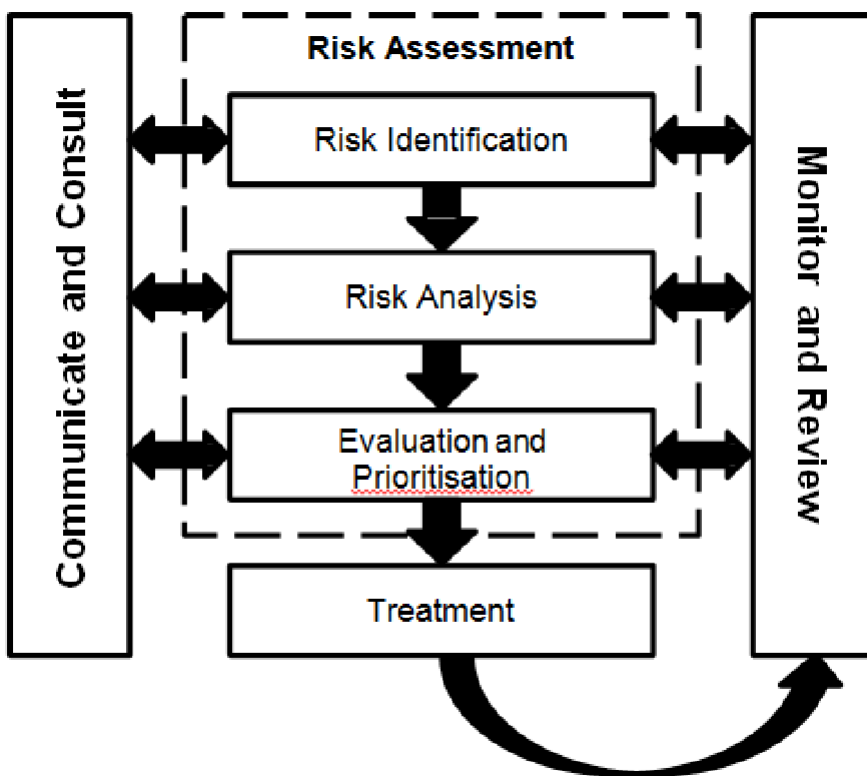 Risk Assessment
Communicate and Consult
Risk Identification
Monitor and Review
Risk Analysis
Evaluation and
Prioritisation
Treatment